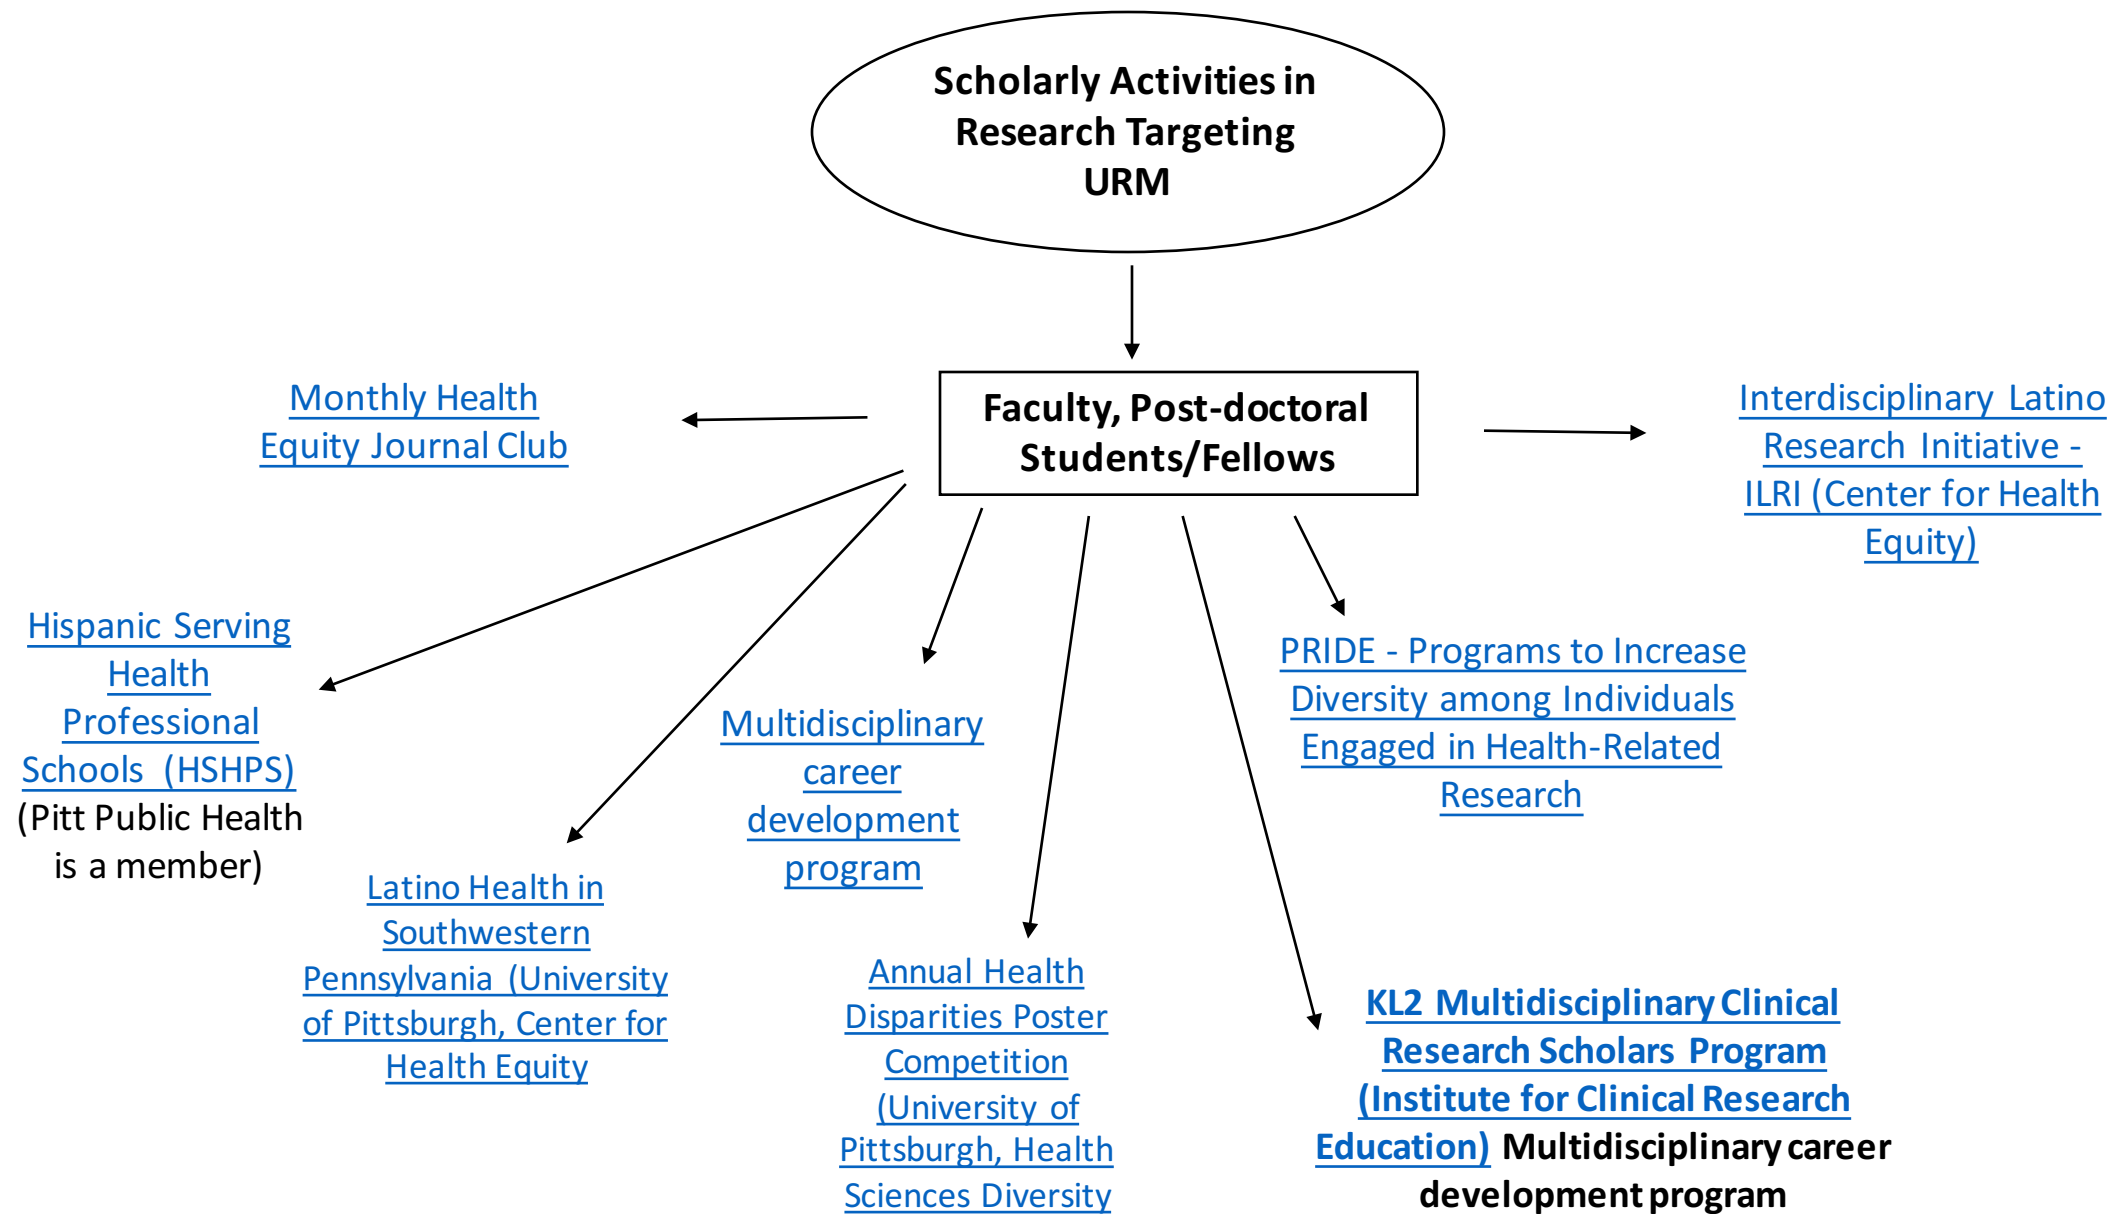 Scholarly Activities in
Research Targeting
URM
Faculty, Post-doctoral
Students/Fellows
Monthly Health
Equity Journal Club
Interdisciplinary Latino
Research Initiative -
ILRI (Center for Health
Equity)
Hispanic Serving
Health
Professional
Schools (HSHPS)
(Pitt Public Health
is a member)
Latino Health in
Southwestern
Pennsylvania (University
of Pittsburgh, Center for
Health Equity
Multidisciplinary
career
development
program
Annual Health
Disparities Poster
Competition
(University of
Pittsburgh, Health
Sciences Diversity
PRIDE - Programs to Increase
Diversity among Individuals
Engaged in Health-Related
Research
KL2 Multidisciplinary Clinical
Research Scholars Program
(Institute for Clinical Research
Education) Multidisciplinary career
development program